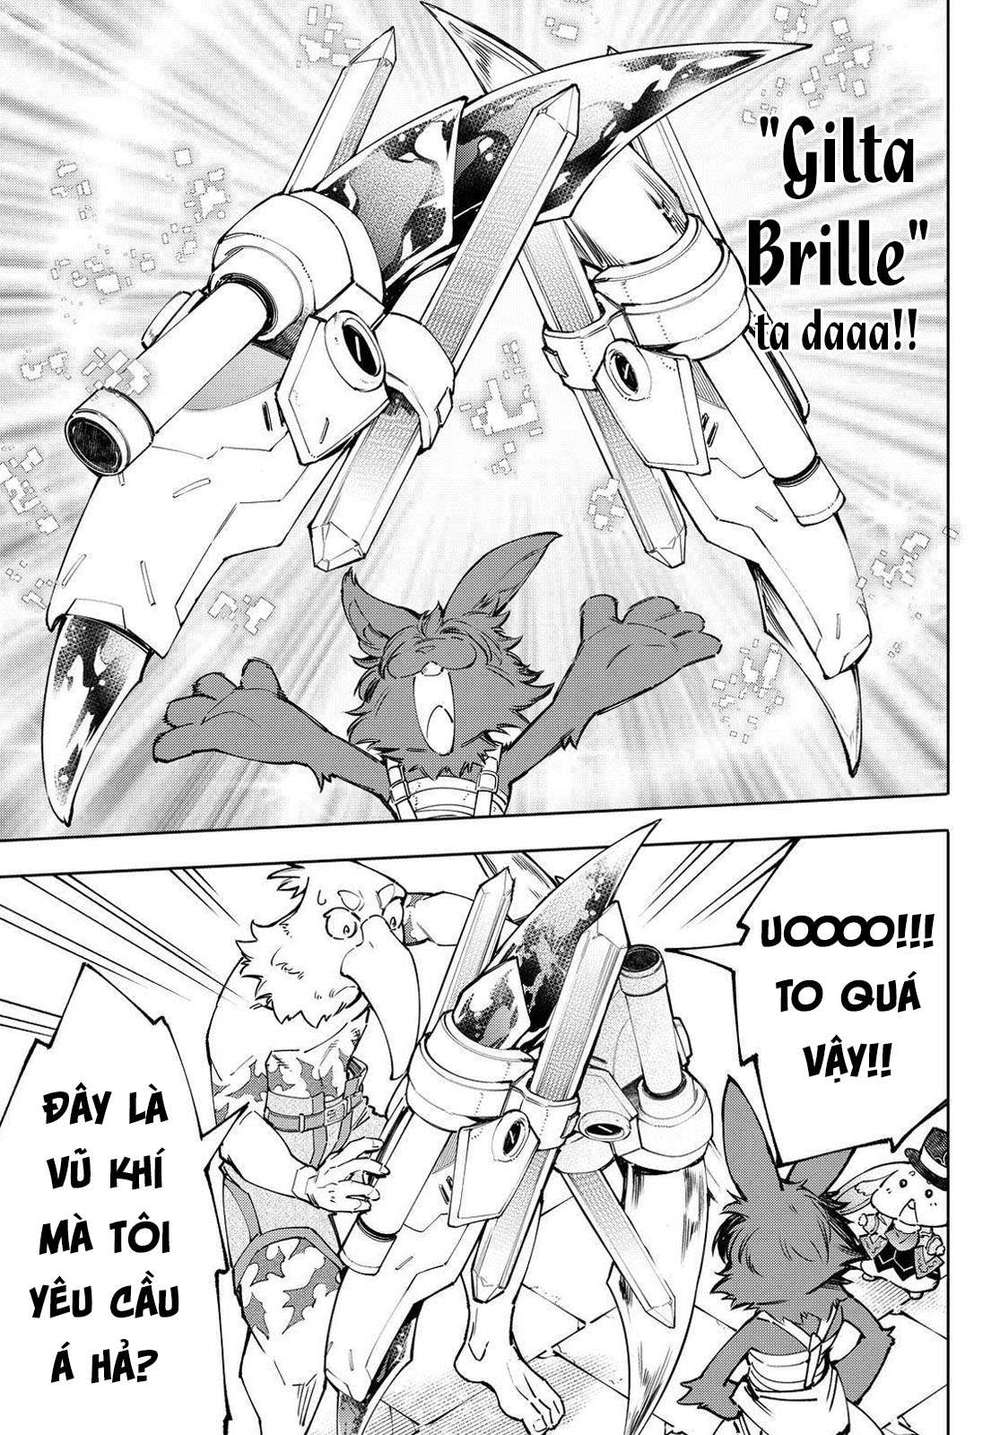 "Gilta
Brille"
ta daaa!!
UOOOO!!!
TO QUÁ
VẬY!!
ĐÂY LÀ
VŨ KHÍ
MÀ TÔI
YÊU CẦU
Á HẢ?